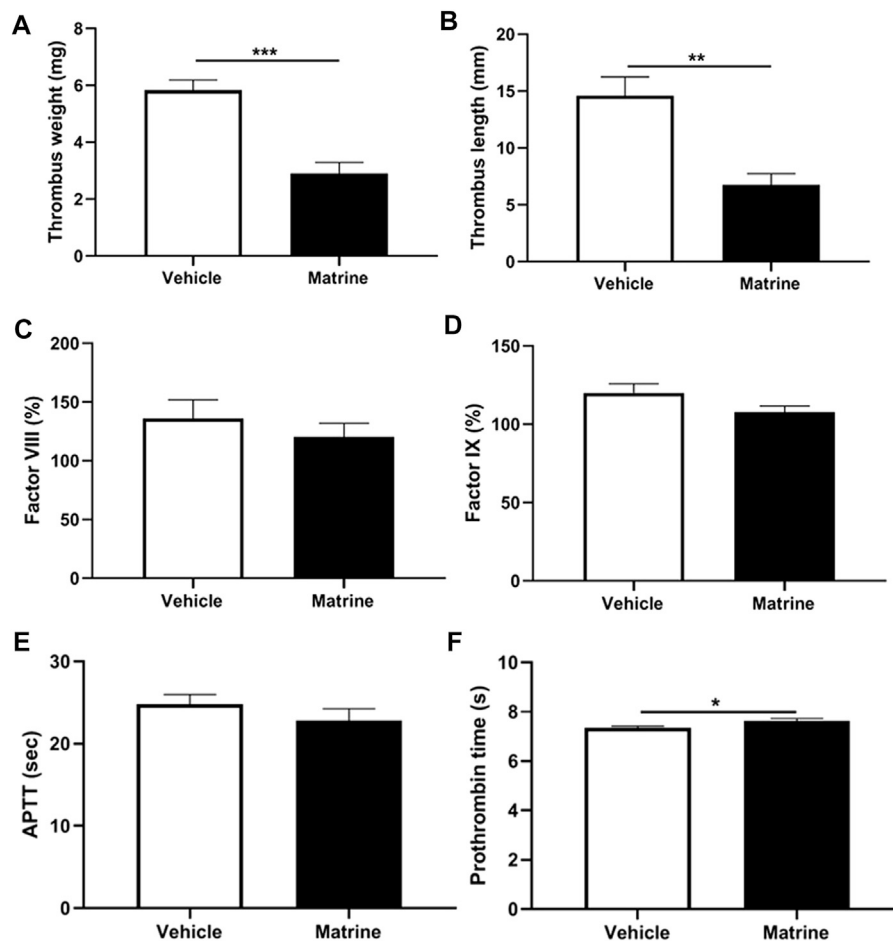 A
Thrombus weight (mg)
8
6
4
2
0
***
Vehicle
Matrine
B
Thrombus length (mm)
20
15
10
5
0
**
Vehicle
Matrine
C
Factor VIII (%)
200
150
100
50
0
Vehicle
Matrine
D
Factor IX (%)
150
100
50
0
Vehicle
Matrine
E
APTT (sec)
30
20
10
0
Vehicle
Matrine
F
Prothrombin time (s)
10
8
6
4
2
0
*
Vehicle
Matrine